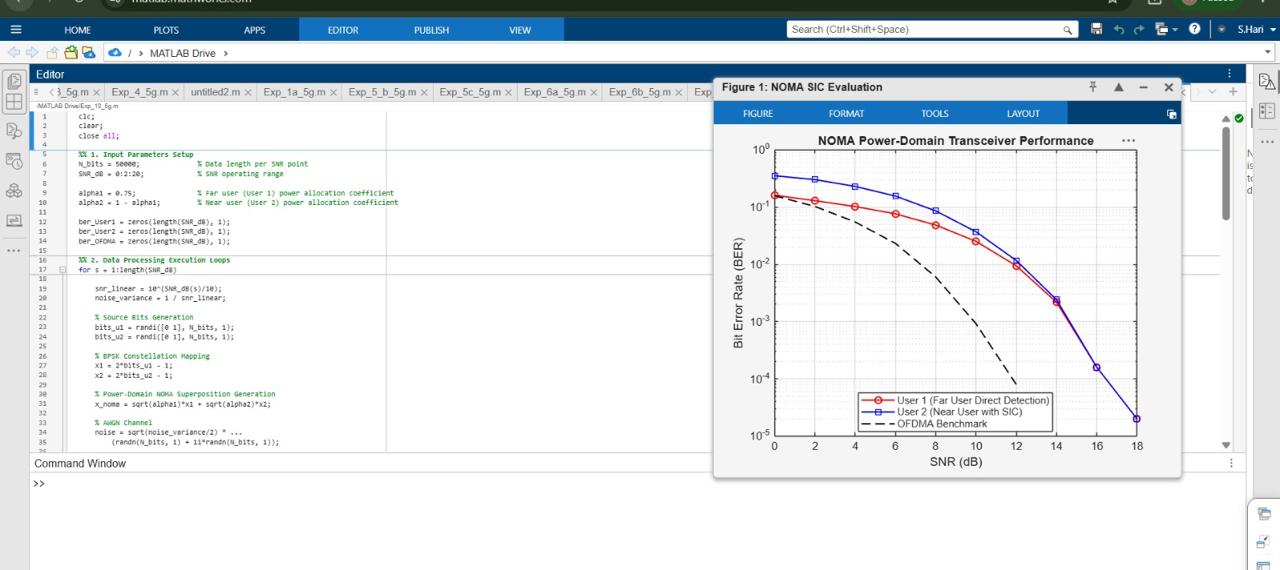 matlab.mathworks.com
HOME PLOTS APPS EDITOR PUBLISH VIEW Search (Ctrl+Shift+Space) S.Hari
/ > MATLAB Drive >
Editor
3_5g.m × Exp_4_5g.m × untitled2.m × Exp_1a_5g.m × Exp_5_b_5g.m × Exp_5c_5g.m × Exp_6a_5g.m × Exp_6b_5g.m × Exp
/MATLAB Drive/Exp_10_5g.m
1 clc;
2 clear;
3 close all;
4
5 %% 1. Input Parameters Setup
6 N_bits = 50000; % Data length per SNR point
7 SNR_dB = 0:2:20; % SNR operating range
8
9 alpha1 = 0.75; % Far user (User 1) power allocation coefficient
10 alpha2 = 1 - alpha1; % Near user (User 2) power allocation coefficient
11
12 ber_User1 = zeros(length(SNR_dB), 1);
13 ber_User2 = zeros(length(SNR_dB), 1);
14 ber_OFDMA = zeros(length(SNR_dB), 1);
15
16 %% 2. Data Processing Execution Loops
17 for s = 1:length(SNR_dB)
18
19 snr_linear = 10^(SNR_dB(s)/10);
20 noise_variance = 1 / snr_linear;
21
22 % Source Bits Generation
23 bits_u1 = randi([0 1], N_bits, 1);
24 bits_u2 = randi([0 1], N_bits, 1);
25
26 % BPSK Constellation Mapping
27 x1 = 2*bits_u1 - 1;
28 x2 = 2*bits_u2 - 1;
29
30 % Power-Domain NOMA Superposition Generation
31 x_noma = sqrt(alpha1)*x1 + sqrt(alpha2)*x2;
32
33 % AWGN Channel
34 noise = sqrt(noise_variance/2) * ...
35 (randn(N_bits, 1) + 1i*randn(N_bits, 1));
Command Window
>>
Figure 1: NOMA SIC Evaluation
FIGURE FORMAT TOOLS LAYOUT
NOMA Power-Domain Transceiver Performance
10^0
10^-1
10^-2
10^-3
10^-4
10^-5
Bit Error Rate (BER)
User 1 (Far User Direct Detection)
User 2 (Near User with SIC)
OFDMA Benchmark
0 2 4 6 8 10 12 14 16 18
SNR (dB)
N
is
to
d